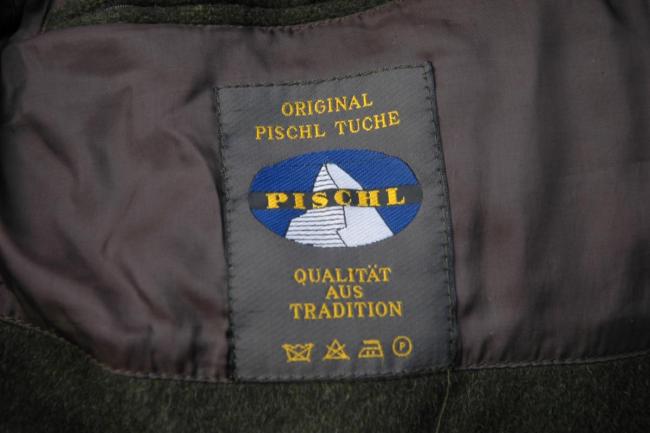 ORIGINAL
PISCHL TUCHE
PISCHL
QUALITÄT
AUS
TRADITION
P